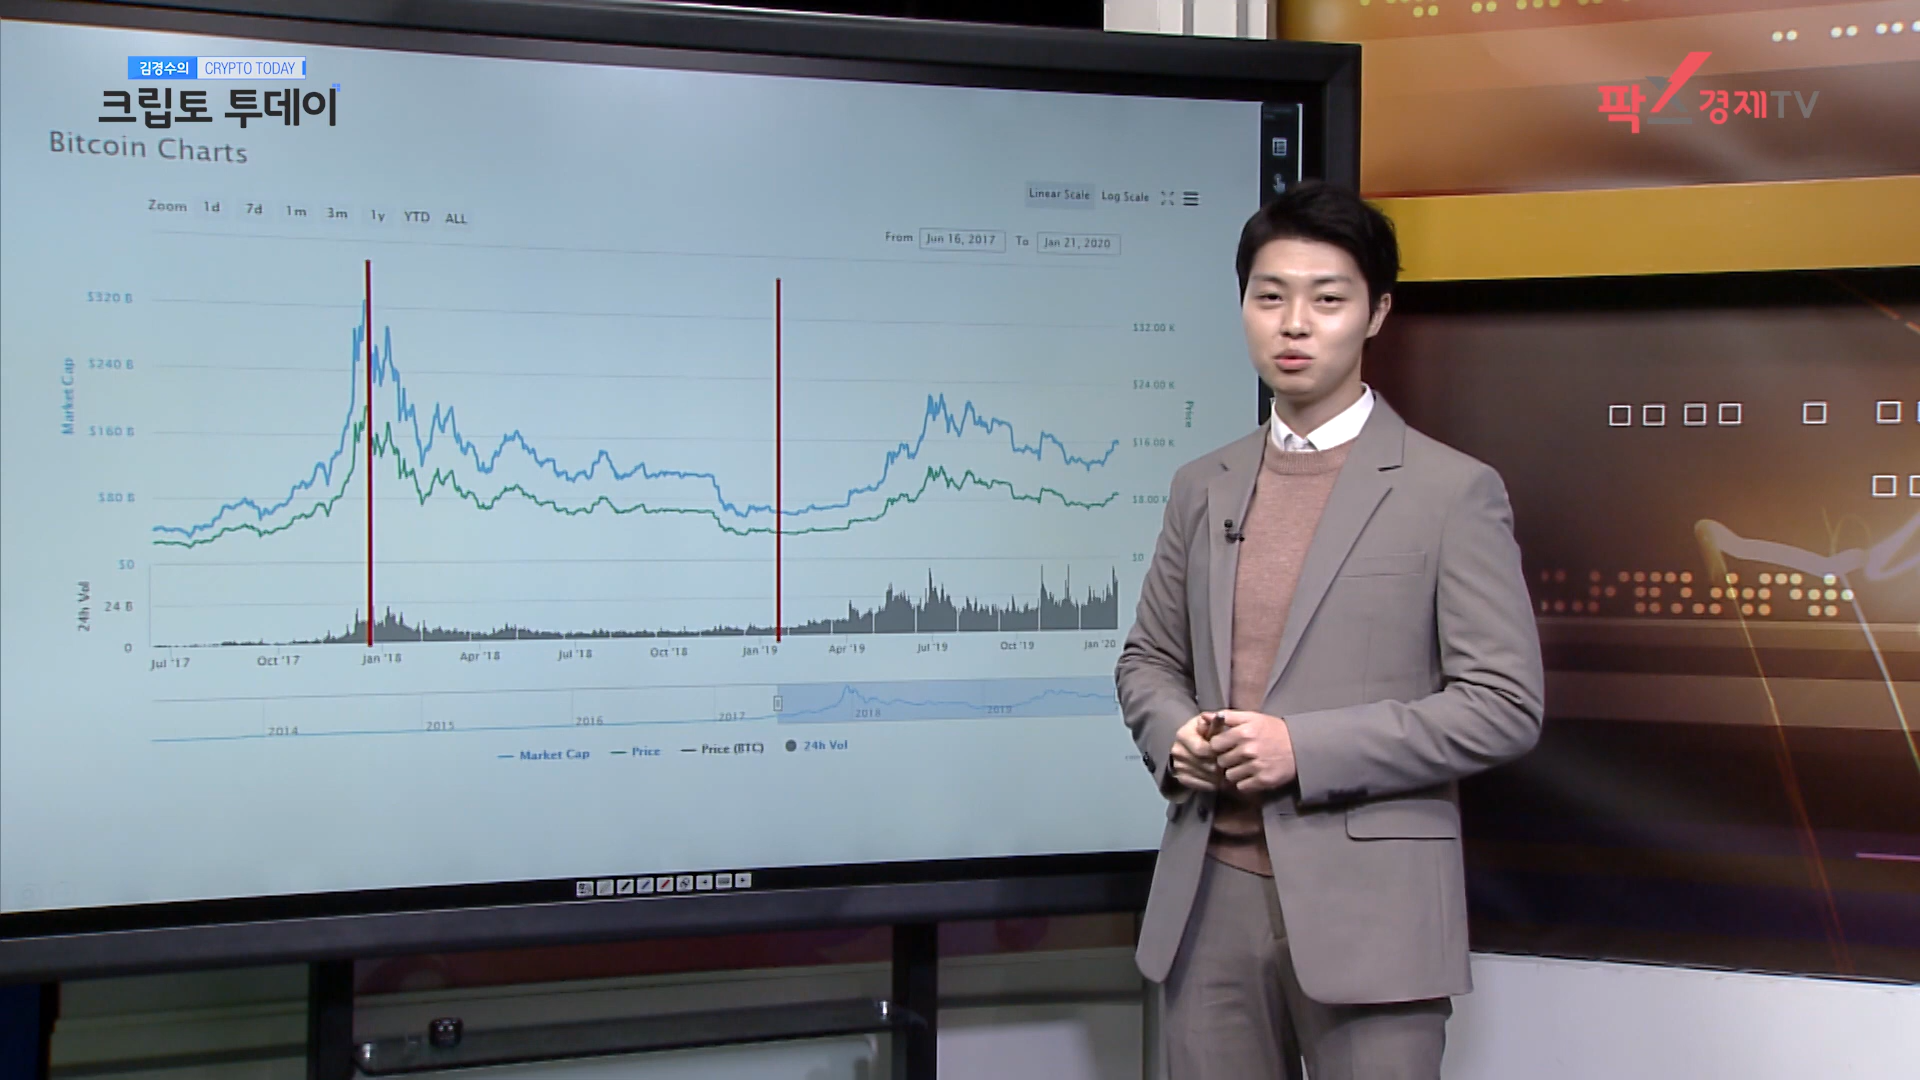 김경수의 CRYPTO TODAY
크립토 투데이
팍스경제TV
Bitcoin Charts
Zoom 1d 7d 1m 3m 1y YTD ALL
Linear Scale Log Scale
From Jun 16, 2017 To Jan 21, 2020
$320 B
$240 B
$160 B
$80 B
$0
Market Cap
$32.00 K
$24.00 K
$16.00 K
$8.00 K
$0
Price
24h Vol
24 B
0
Jul '17 Oct '17 Jan '18 Apr '18 Jul '18 Oct '18 Jan '19 Apr '19 Jul '19 Oct '19 Jan '20
2014 2015 2016 2017 2018 2019
Market Cap Price Price (BTC) 24h Vol